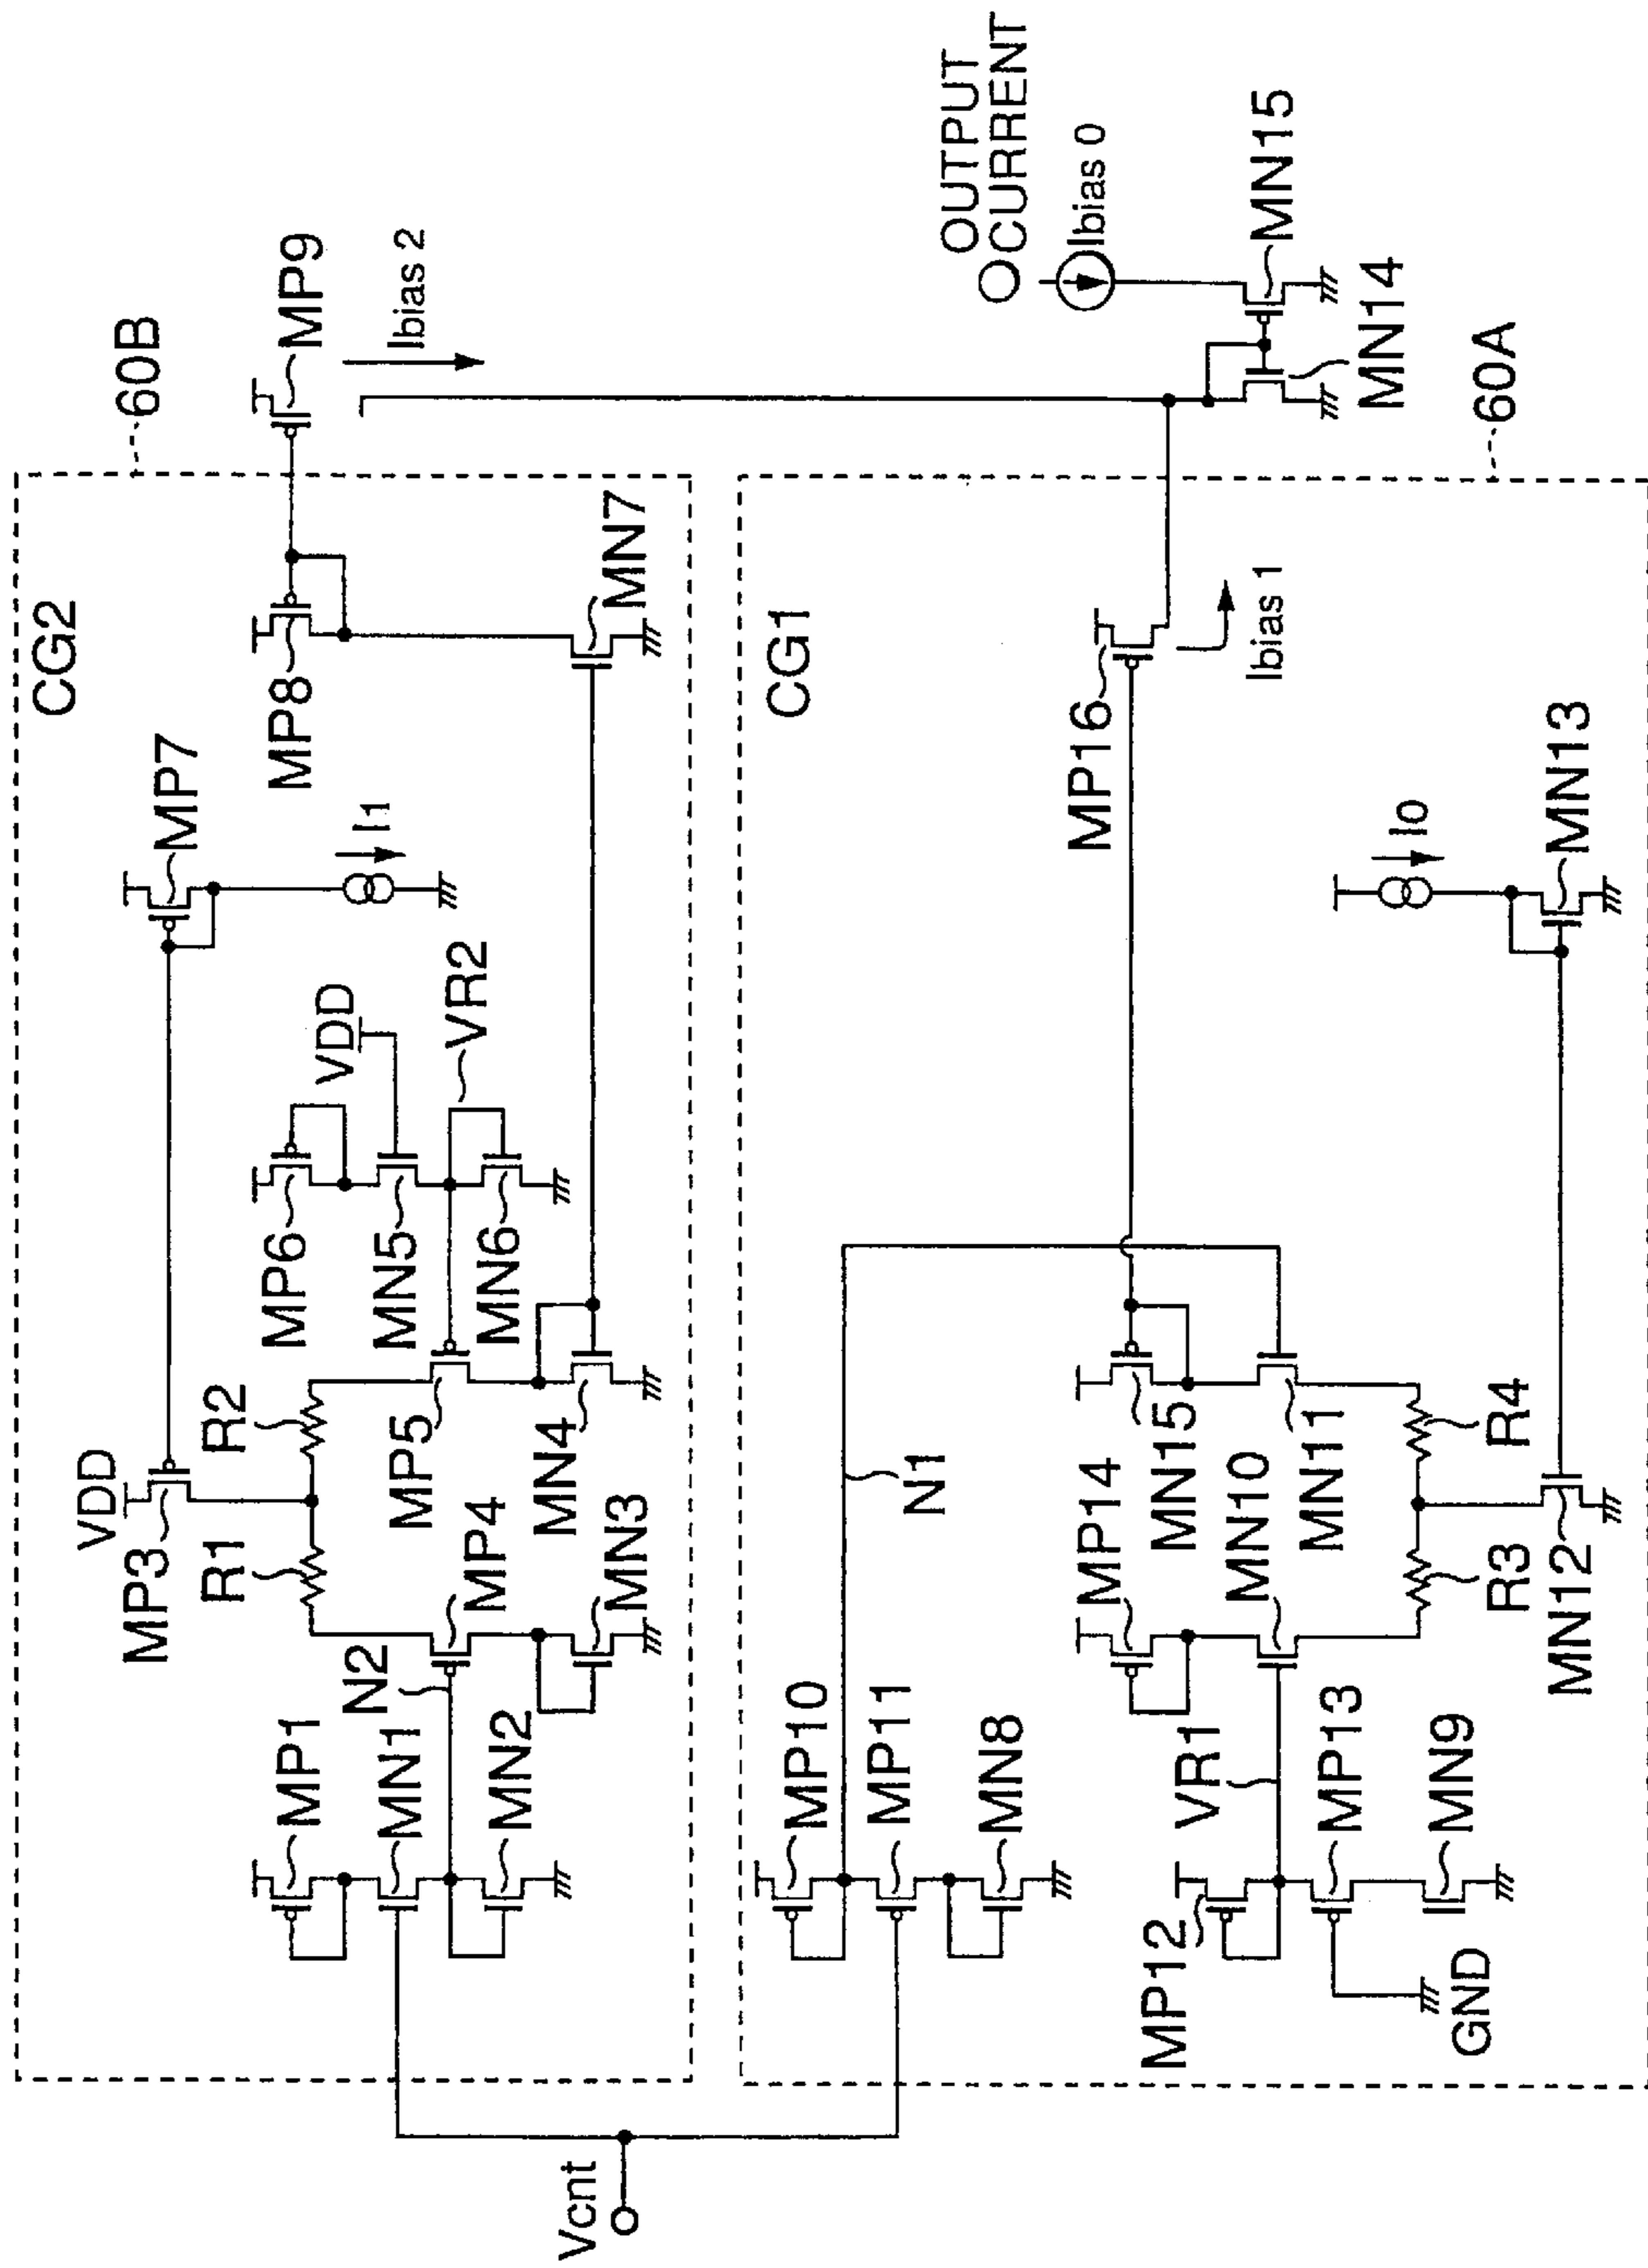 60B
CG2
VDD
MP3
MP7
I1
R1
R2
MP1
MN1
MN2
N2
MP4
MN3
MP5
MN4
MP6
MN5
MN6
VDD
VR2
MP8
MN7
MP9
Ibias 2
Vcnt
OUTPUT
CURRENT
Ibias 0
MN15
MN14
60A
CG1
MP10
MP11
MN8
N1
MP12
VR1
MP13
MN9
GND
MP14
MN15
MN10
MN11
R3
R4
MN12
MP16
Ibias 1
I0
MN13